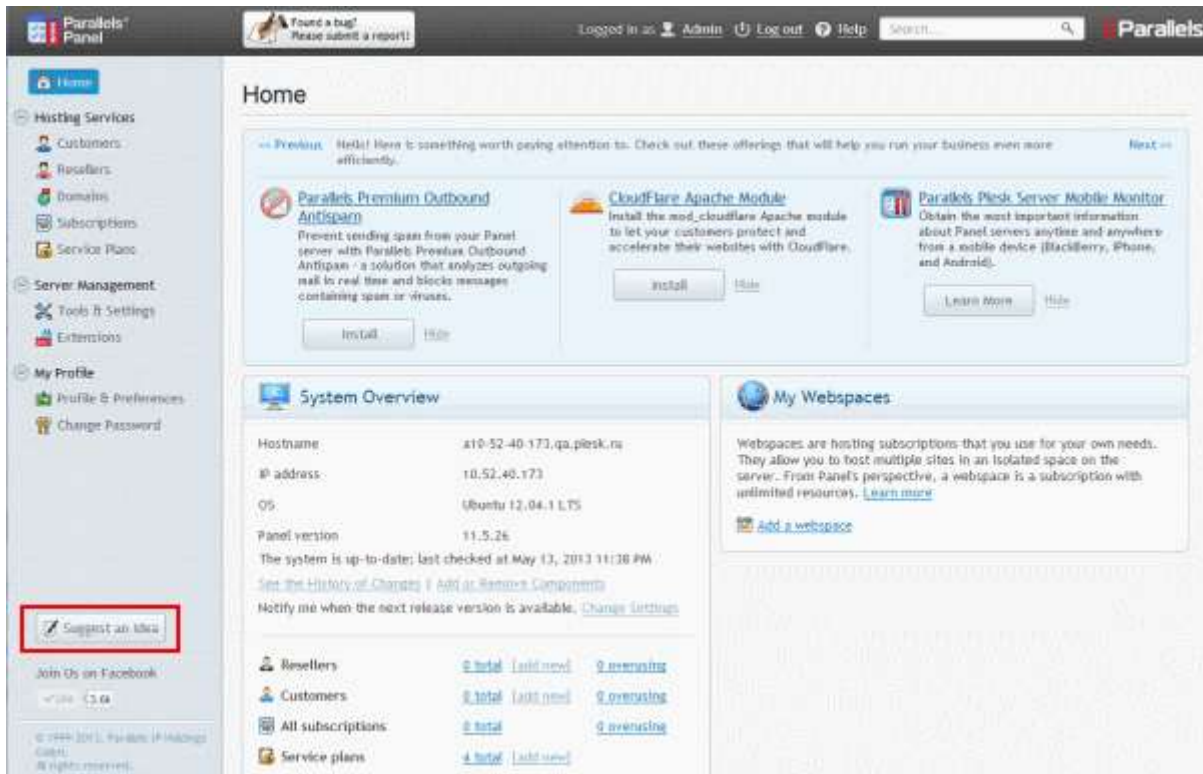 Parallels®
Panel
Found a bug?
Please submit a report!
Logged in as Admin Log out Help Search...
Parallels
Home
Hosting Services
Customers
Resellers
Domains
Subscriptions
Service Plans
Server Management
Tools & Settings
Extensions
My Profile
Profile & Preferences
Change Password
Suggest an Idea
Join Us on Facebook
Home
<< Previous Hello! Here is something worth paying attention to. Check out these offerings that will help you run your business even more Next >>
efficiently.
Parallels Premium Outbound
Antispam
Prevent sending spam from your Panel
server with Parallels Premium Outbound
Antispam - a solution that analyzes outgoing
mail in real time and blocks messages
containing spam or viruses.
Install Hide
CloudFlare Apache Module
Install the mod_cloudflare Apache module
to let your customers protect and
accelerate their websites with CloudFlare.
Install Hide
Parallels Plesk Server Mobile Monitor
Obtain the most important information
about Panel servers anytime and anywhere
from a mobile device (BlackBerry, iPhone,
and Android).
Learn More Hide
System Overview
Hostname a10-52-40-173.qa.plesk.ru
IP address 10.52.40.173
OS Ubuntu 12.04.1 LTS
Panel version 11.5.26
The system is up-to-date; last checked at May 13, 2013 11:38 PM
See the History of Changes | Add or Remove Components
Notify me when the next release version is available. Change Settings
Resellers 0 total [add new] 0 overusing
Customers 0 total [add new] 0 overusing
All subscriptions 0 total 0 overusing
Service plans 4 total [add new]
My Webspaces
Webspaces are hosting subscriptions that you use for your own needs.
They allow you to host multiple sites in an isolated space on the
server. From Panel's perspective, a webspace is a subscription with
unlimited resources. Learn more
Add a webspace
© 1999-2013, Parallels IP Holdings
GmbH.
All rights reserved.